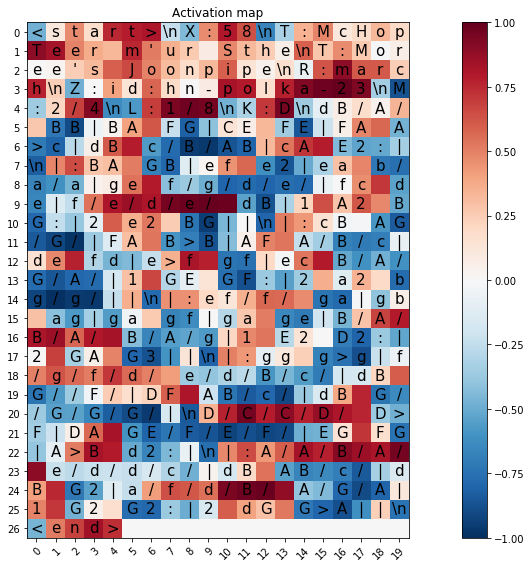 Activation map
0 < s t a r t > \n X : 5 8 \n T : M c H o p
1 T e e r m ' u r S t h e \n T : M o r
2 e e ' s J o o n p i p e \n R : m a r c
3 h \n Z : i d : h n - p o l k a - 2 3 \n M
4 : 2 / 4 \n L : 1 / 8 \n K : D \n d B / A /
5 B B | B A F G | C E F E | F A A
6 > c | d B c / B / A B | c A E 2 : |
7 \n | : B A G B | e f e 2 | e a b /
8 a / a | g e f / g / d / e / | f c d
9 e | f / e / d / e / d B | 1 A 2 B
10 G : | 2 e 2 B G | | \n | : c B A G
11 / G / | F A B > B | A F A / B / c |
12 d e f d | e > f g f | e c B / A /
13 G / A / | 1 G E G F : | 2 a 2 b
14 g / g / | | \n | : e f / f / g a | g b
15 a g | g a g f | g a g e | B / A /
16 B / A / B / A / g | 1 E 2 D 2 : |
17 2 G A G 3 | | \n | : g g g > g | f
18 / g / f / d / e / d / B / c / | d B
19 G / / F / | D F A B / c / | d B G /
20 / G / G / G / | \n D / C / C / D / D >
21 F | D A G E / F / E / F / | E G F G
22 | A > B d 2 : | \n | : A / A / B / A /
23 e / d / d / c / | d B A B / c / | d
24 B G 2 | a / f / d / B / A / G / A |
25 1 G 2 G 2 : | 2 d G G > A | | \n
26 < e n d >
0 1 2 3 4 5 6 7 8 9 10 11 12 13 14 15 16 17 18 19
1.00
0.75
0.50
0.25
0.00
−0.25
−0.50
−0.75
−1.00